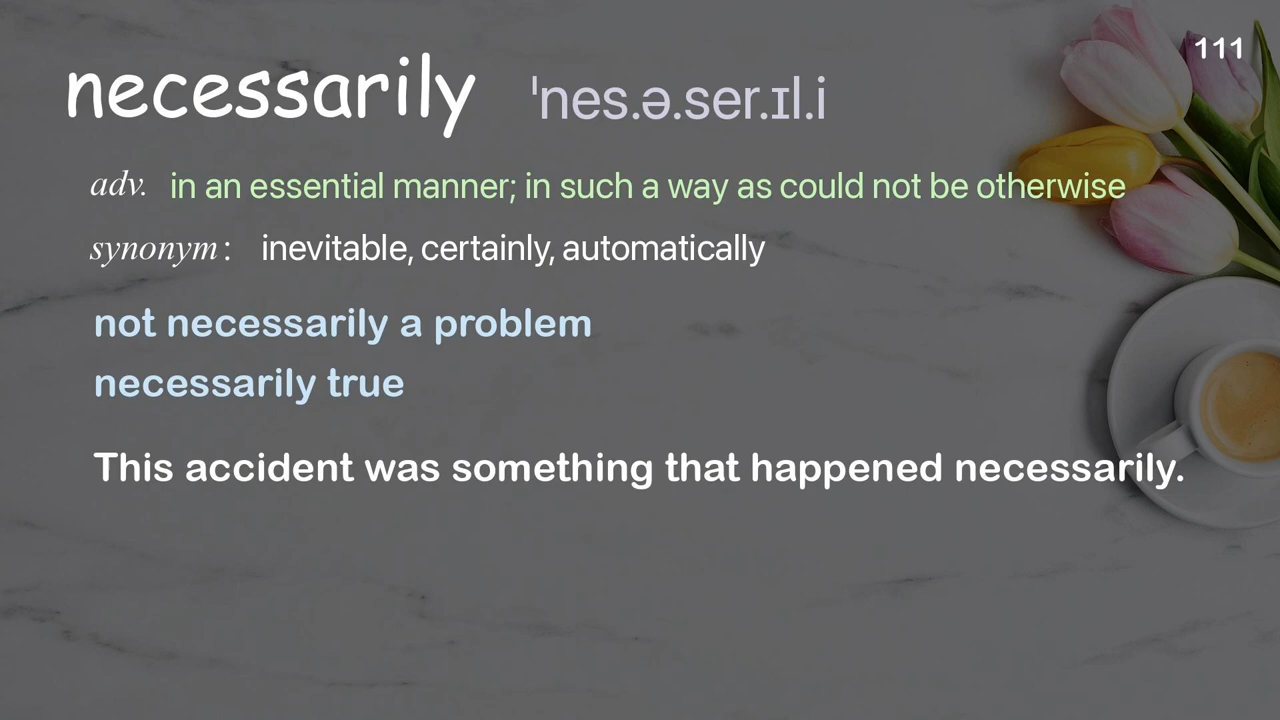 111
necessarily ˈnes.ə.ser.ɪl.i
adv. in an essential manner; in such a way as could not be otherwise
synonym: inevitable, certainly, automatically
not necessarily a problem
necessarily true
This accident was something that happened necessarily.